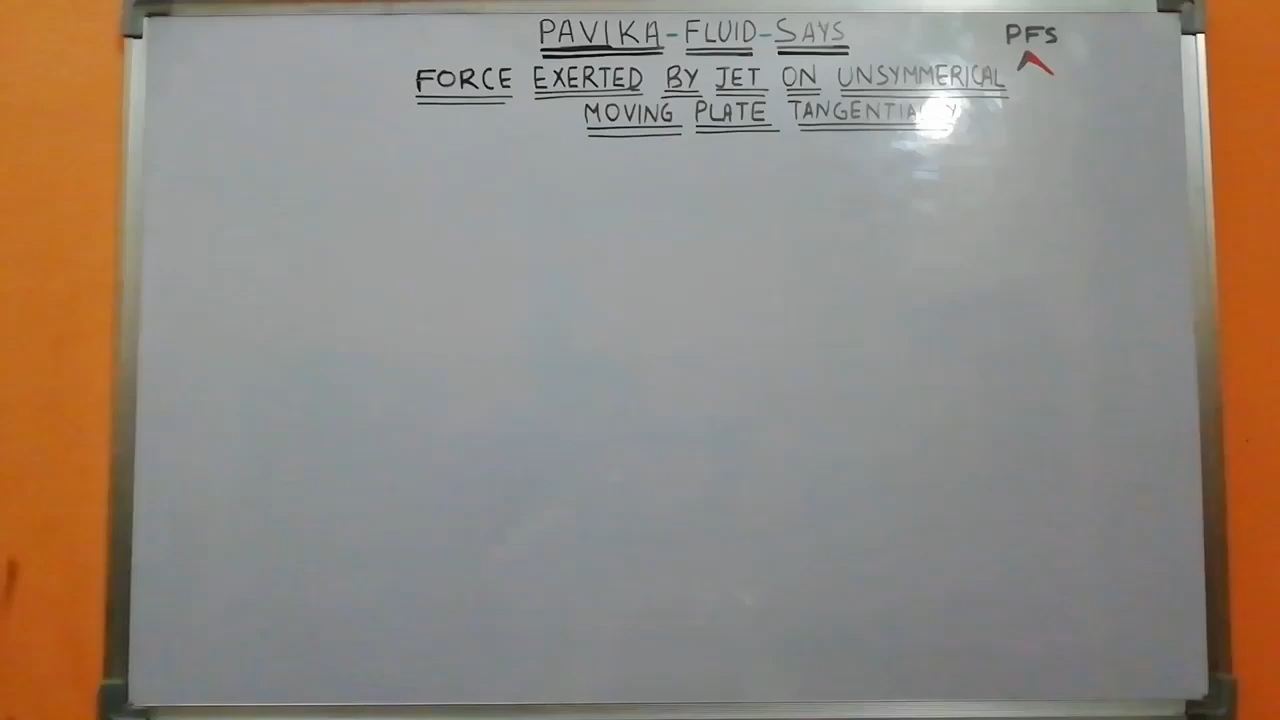 PAVIKA-FLUID-SAYS
PFS
FORCE EXERTED BY JET ON UNSYMMERICAL
MOVING PLATE